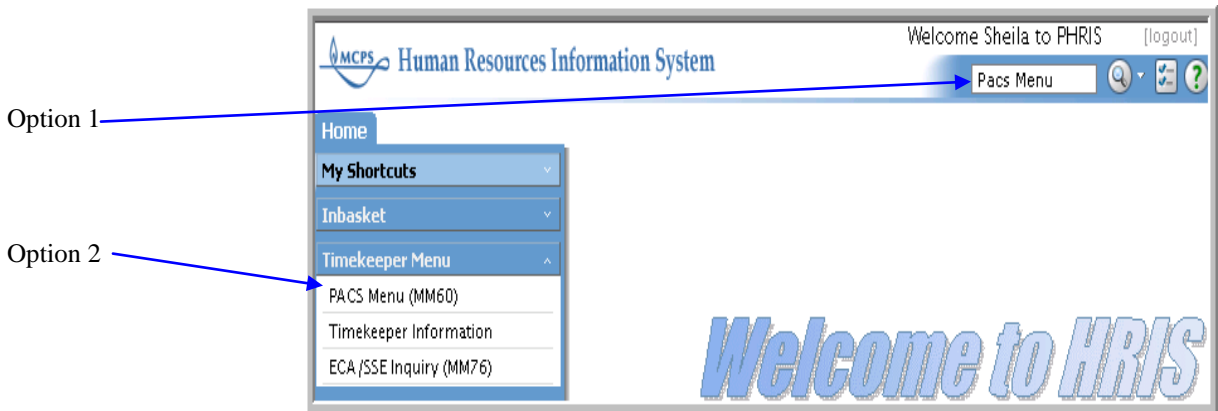 Welcome Sheila to PHRIS [logout]
MCPS Human Resources Information System
Pacs Menu
?
Option 1
Home
My Shortcuts
Inbasket
Option 2
Timekeeper Menu
PACS Menu (MM60)
Timekeeper Information
ECA/SSE Inquiry (MM76)
Welcome to HRIS